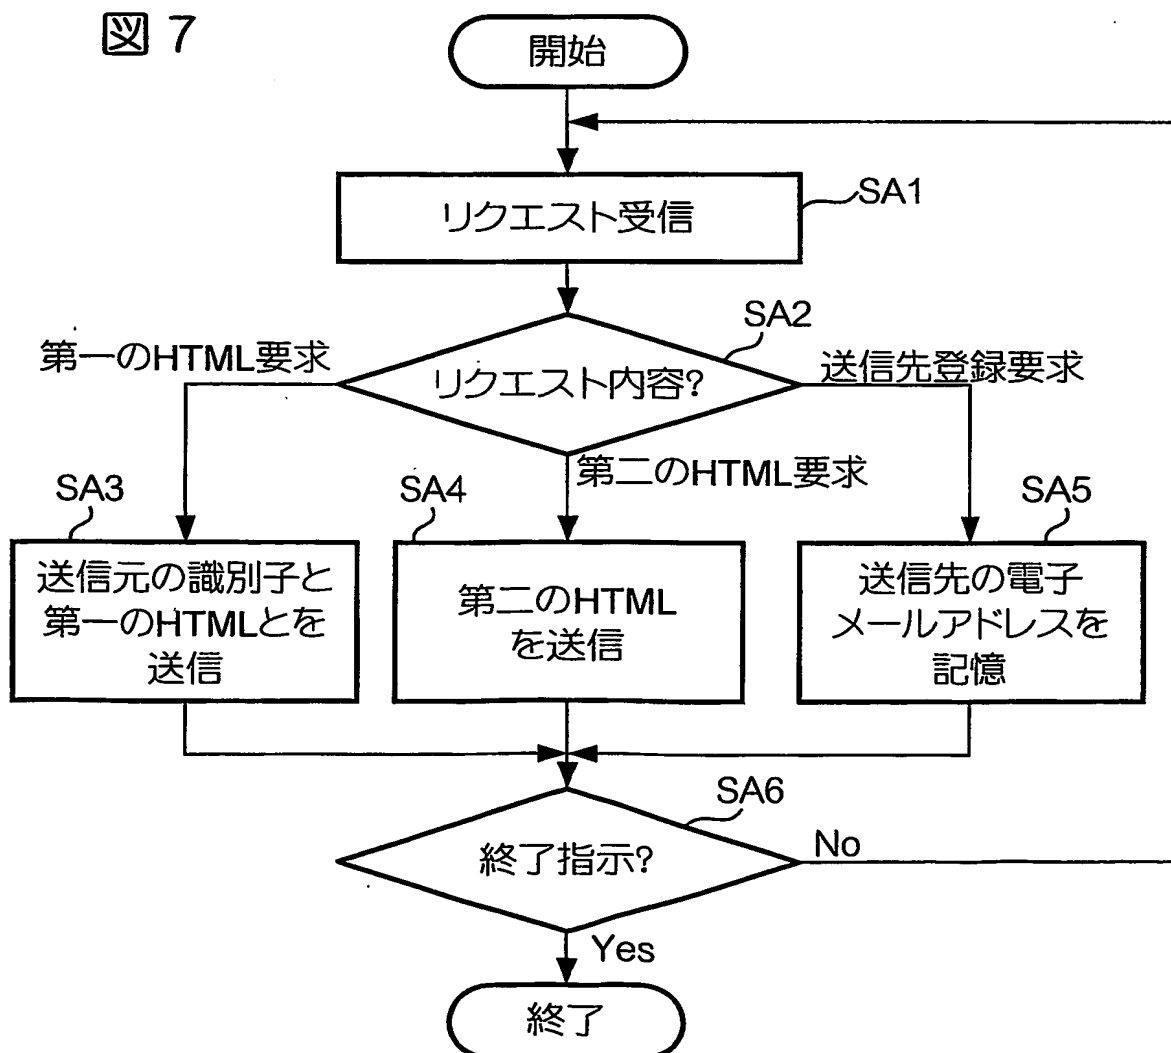 図 7
開始
リクエスト受信
SA1
リクエスト内容?
SA2
第一のHTML要求
第二のHTML要求
送信先登録要求
SA3
送信元の識別子と
第一のHTMLとを
送信
SA4
第二のHTML
を送信
SA5
送信先の電子
メールアドレスを
記憶
SA6
終了指示?
No
Yes
終了